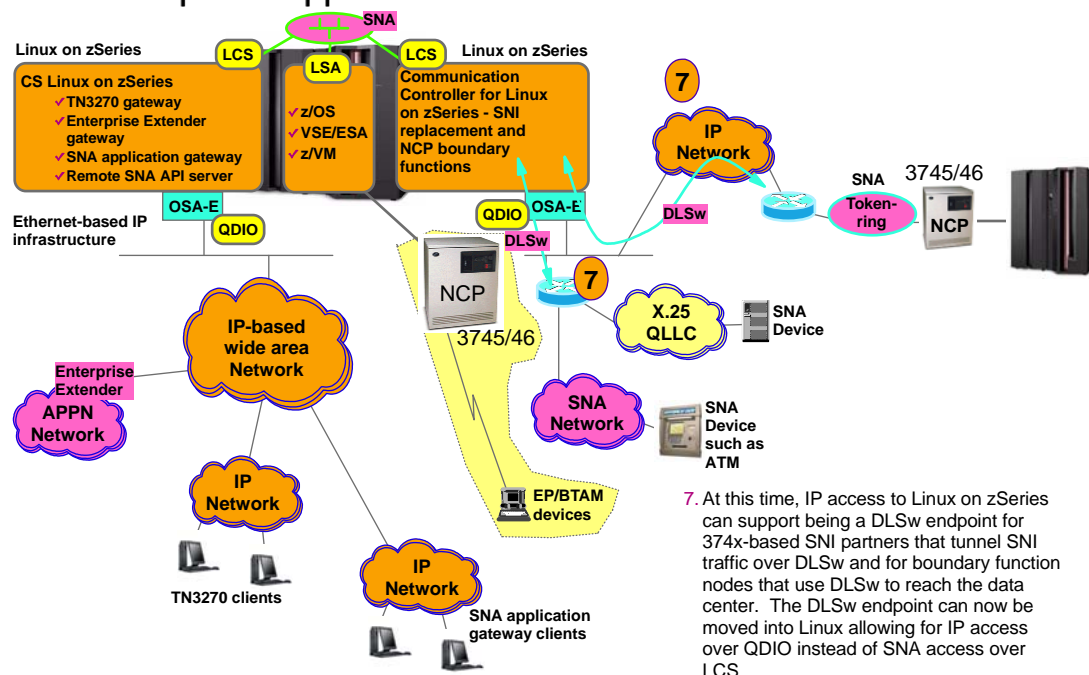 SNA
Linux on zSeries
LCS
LSA
LCS
Linux on zSeries
CS Linux on zSeries
✓TN3270 gateway
✓Enterprise Extender
gateway
✓SNA application gateway
✓Remote SNA API server
✓z/OS
✓VSE/ESA
✓z/VM
Communication
Controller for Linux
on zSeries - SNI
replacement and
NCP boundary
functions
7
IP
Network
OSA-E
QDIO
Ethernet-based IP
infrastructure
QDIO
OSA-E
DLSw
DLSw
SNA
Token-
ring
3745/46
NCP
7
NCP
3745/46
X.25
QLLC
SNA
Device
IP-based
wide area
Network
Enterprise
Extender
APPN
Network
SNA
Network
SNA
Device
such as
ATM
IP
Network
EP/BTAM
devices
TN3270 clients
IP
Network
SNA application
gateway clients
7. At this time, IP access to Linux on zSeries
can support being a DLSw endpoint for
374x-based SNI partners that tunnel SNI
traffic over DLSw and for boundary function
nodes that use DLSw to reach the data
center. The DLSw endpoint can now be
moved into Linux allowing for IP access
over QDIO instead of SNA access over
LCS